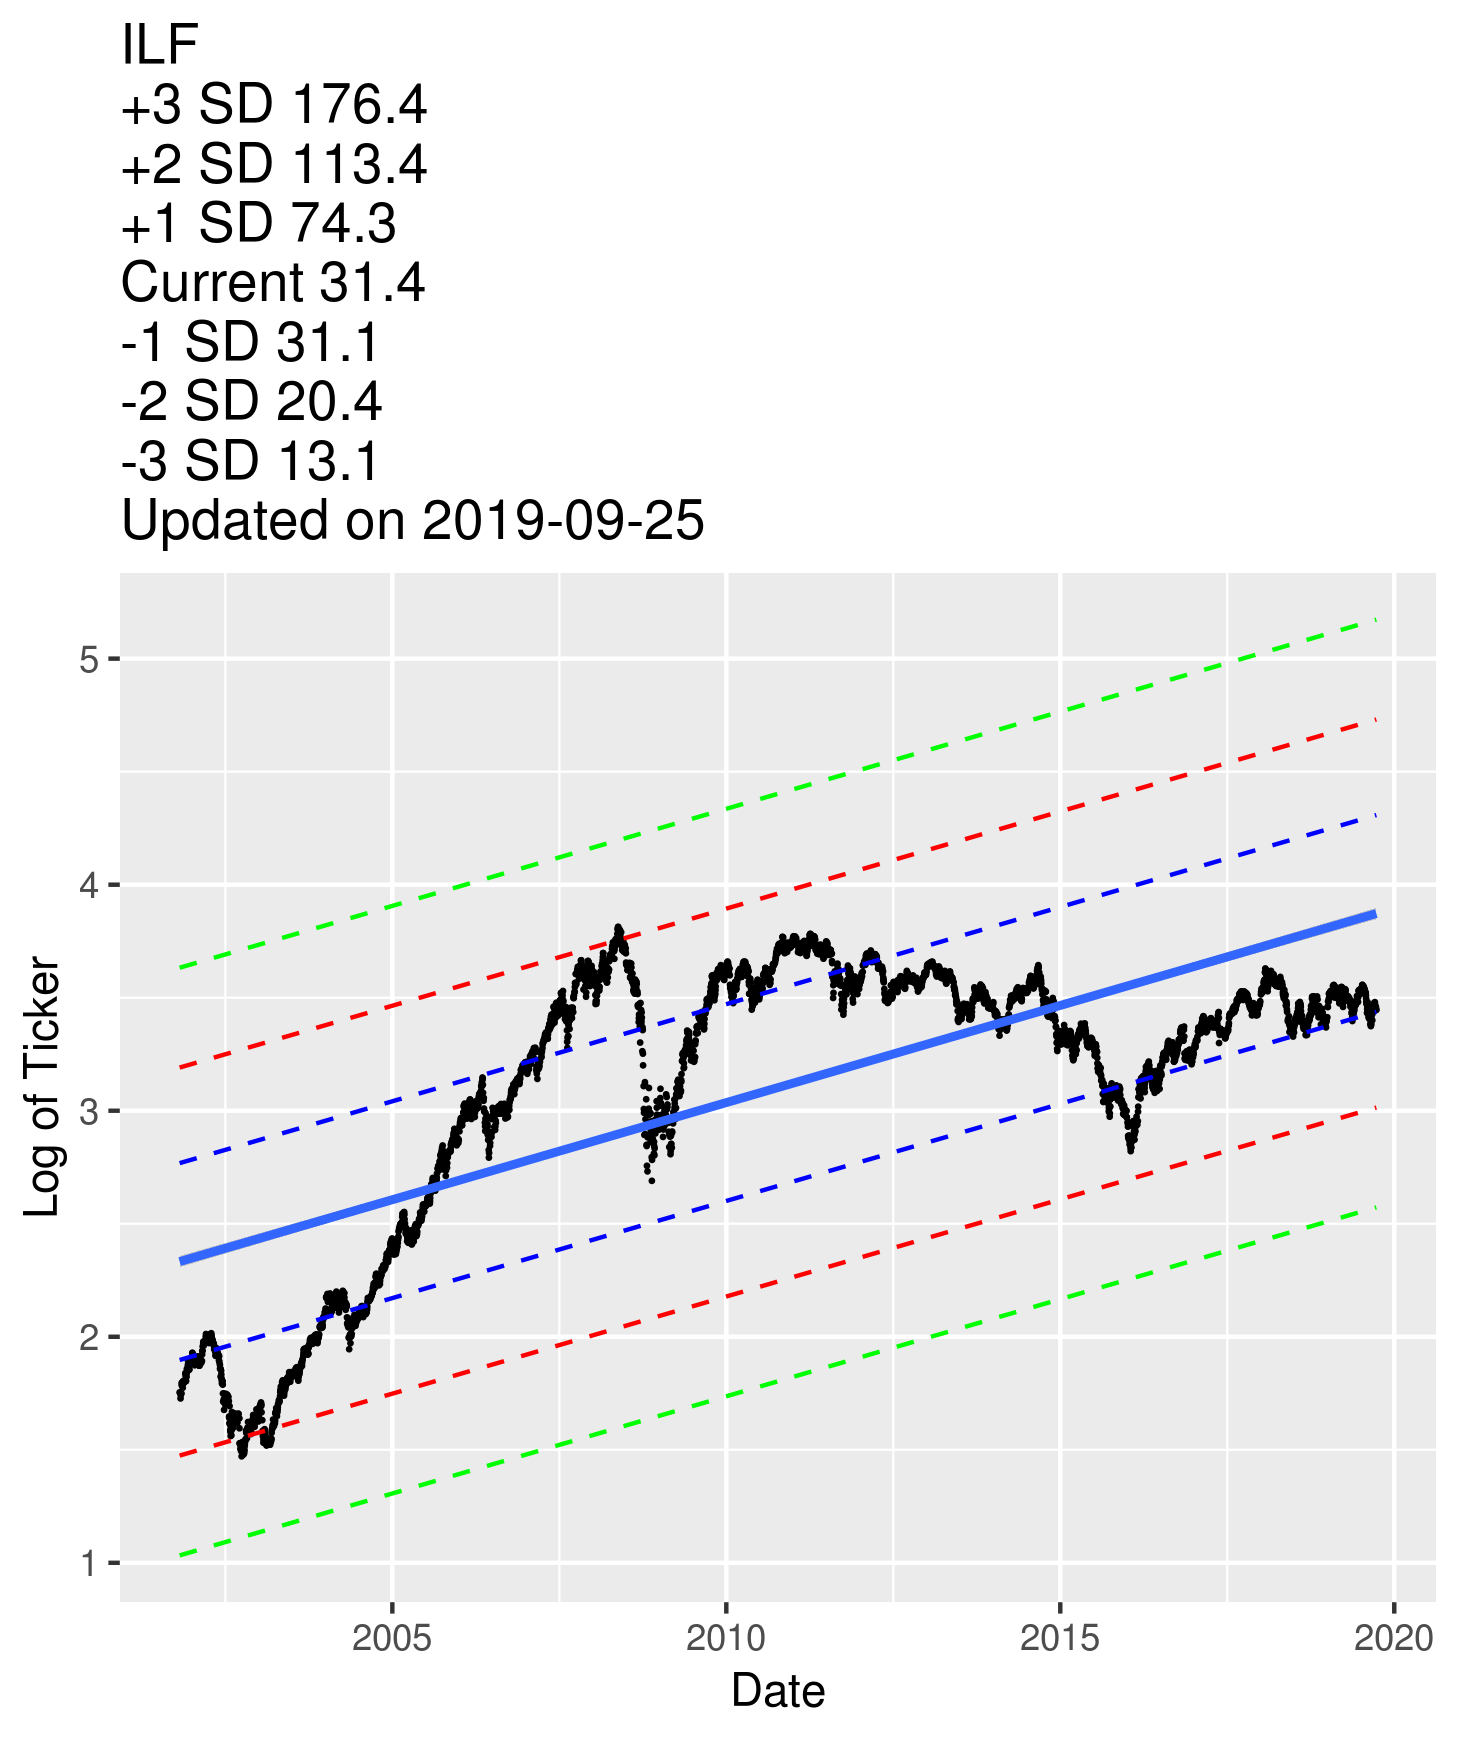 ILF
+3 SD 176.4
+2 SD 113.4
+1 SD 74.3
Current 31.4
-1 SD 31.1
-2 SD 20.4
-3 SD 13.1
Updated on 2019-09-25
Log of Ticker
5
4
3
2
1
2005
2010
2015
2020
Date